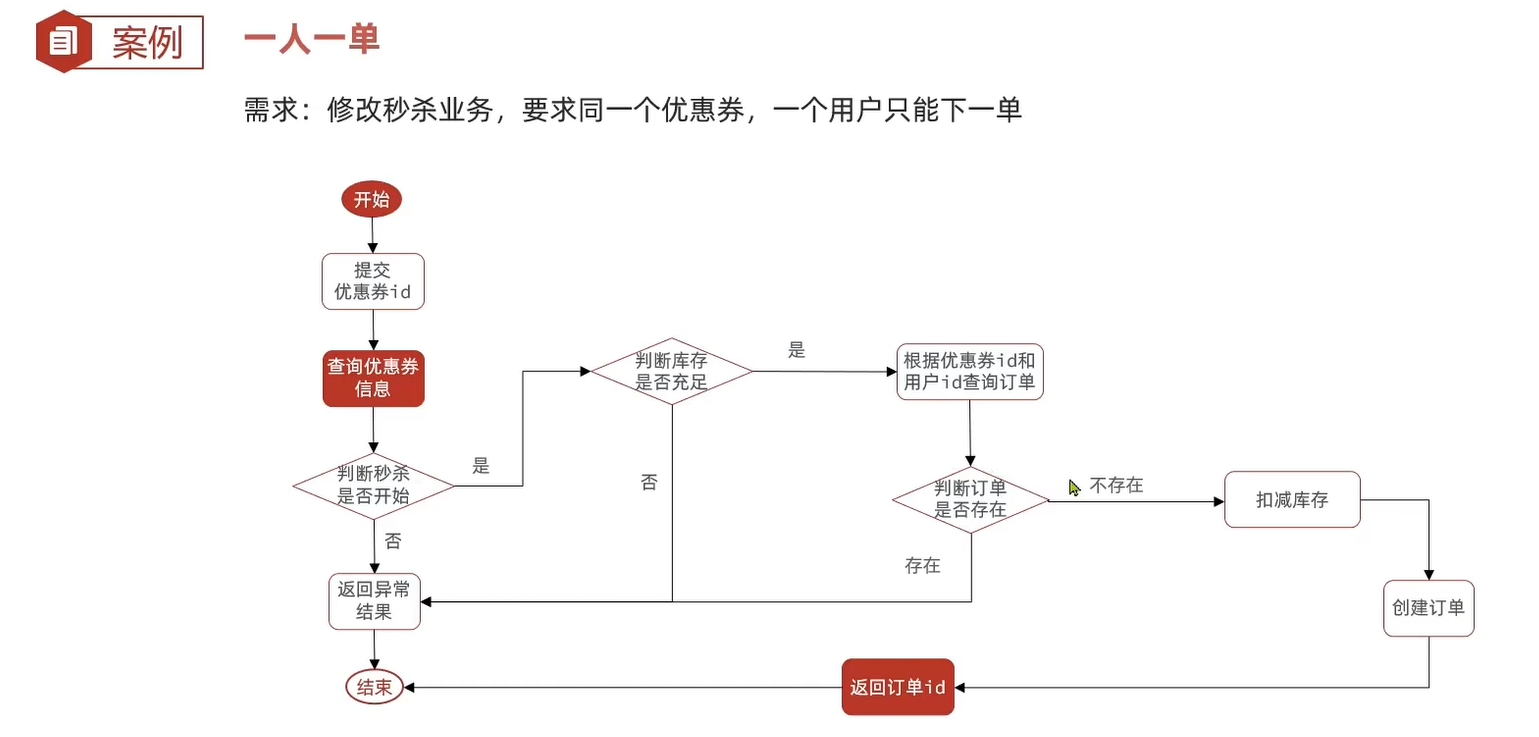 案例
一人一单
需求：修改秒杀业务，要求同一个优惠券，一个用户只能下一单
开始
提交
优惠券id
查询优惠券
信息
判断秒杀
是否开始
是
否
判断库存
是否充足
是
否
根据优惠券id和
用户id查询订单
判断订单
是否存在
不存在
存在
扣减库存
创建订单
返回异常
结果
返回订单id
结束